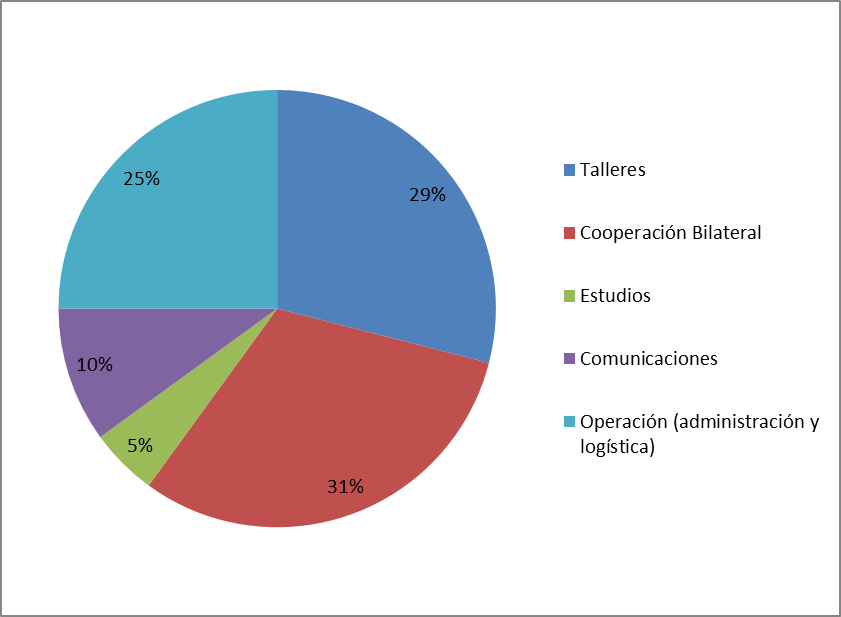 25%
29%
10%
5%
31%
Talleres
Cooperación Bilateral
Estudios
Comunicaciones
Operación (administración y
logística)